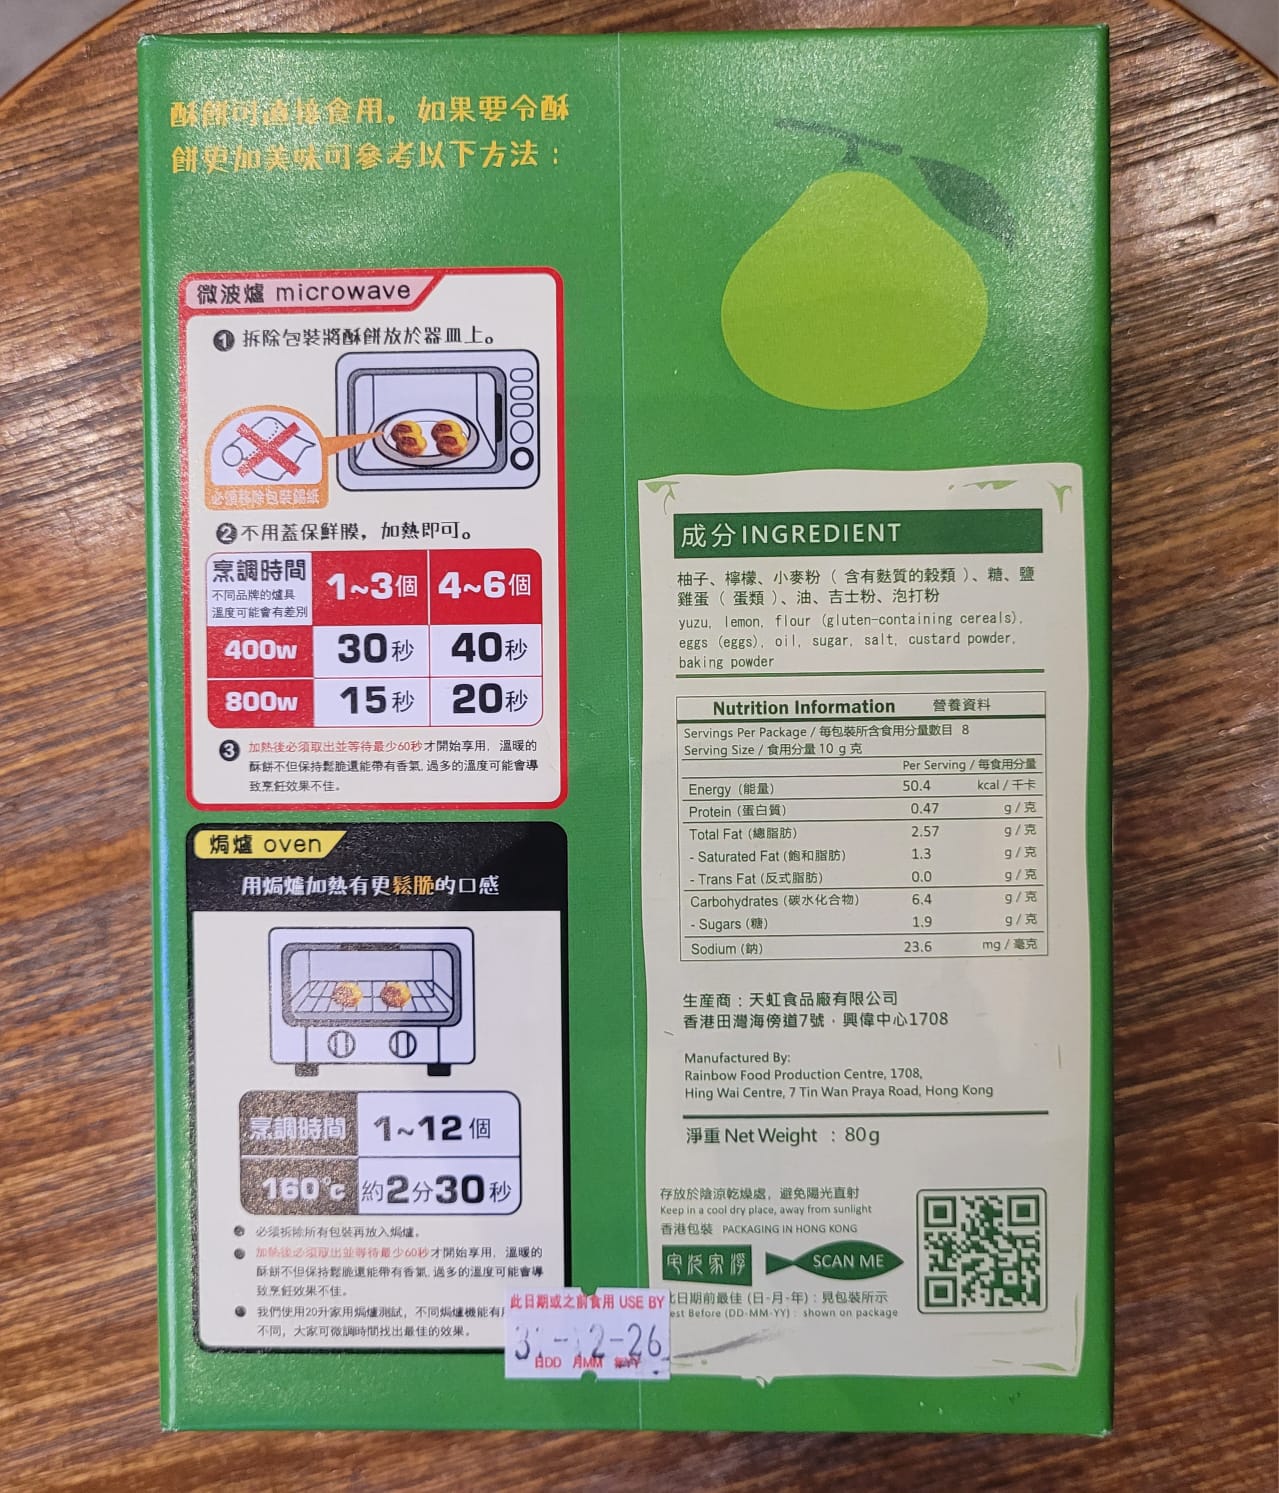 酥餅可直接食用，如果要令酥
餅更加美味可參考以下方法：
微波爐 microwave
1 拆除包裝將酥餅放於器皿上。
必須移除包裝錫紙
2 不用蓋保鮮膜，加熱即可。
烹調時間 1~3個 4~6個
不同品牌的爐具
溫度可能會有差別
400w 30秒 40秒
800w 15秒 20秒
3 加熱後必須取出並等待最少60秒才開始享用，溫暖的
酥餅不但保持鬆脆還能帶有香氣,過多的溫度可能會導
致烹飪效果不佳。
焗爐 oven
用焗爐加熱有更鬆脆的口感
烹調時間 1~12個
160°c 約2分30秒
必須拆除所有包裝再放入焗爐。
加熱後必須取出並等待最少60秒才開始享用，溫暖的
酥餅不但保持鬆脆還能帶有香氣,過多的溫度可能會導
致烹飪效果不佳。
我們使用20升家用焗爐測試，不同焗爐機能有
不同，大家可微調時間找出最佳的效果。
成分INGREDIENT
柚子、檸檬、小麥粉（含有麩質的穀類）、糖、鹽
雞蛋（蛋類）、油、吉士粉、泡打粉
yuzu, lemon, flour (gluten-containing cereals),
eggs (eggs), oil, sugar, salt, custard powder,
baking powder
Nutrition Information 營養資料
Servings Per Package / 每包裝所含食用分量數目 8
Serving Size / 食用分量 10 g 克
Per Serving / 每食用分量
Energy (能量) 50.4 kcal / 千卡
Protein (蛋白質) 0.47 g / 克
Total Fat (總脂肪) 2.57 g / 克
- Saturated Fat (飽和脂肪) 1.3 g / 克
- Trans Fat (反式脂肪) 0.0 g / 克
Carbohydrates (碳水化合物) 6.4 g / 克
- Sugars (糖) 1.9 g / 克
Sodium (鈉) 23.6 mg / 毫克
生產商：天虹食品廠有限公司
香港田灣海傍道7號，興偉中心1708
Manufactured By:
Rainbow Food Production Centre, 1708,
Hing Wai Centre, 7 Tin Wan Praya Road, Hong Kong
淨重 Net Weight : 80g
存放於陰涼乾燥處，避免陽光直射
Keep in a cool dry place, away from sunlight
香港包裝 PACKAGING IN HONG KONG
SCAN ME
此日期前最佳 (日-月-年)：見包裝所示
Best Before (DD-MM-YY) : shown on package
此日期或之前食用 USE BY
31-12-26
日DD 月MM 年YY